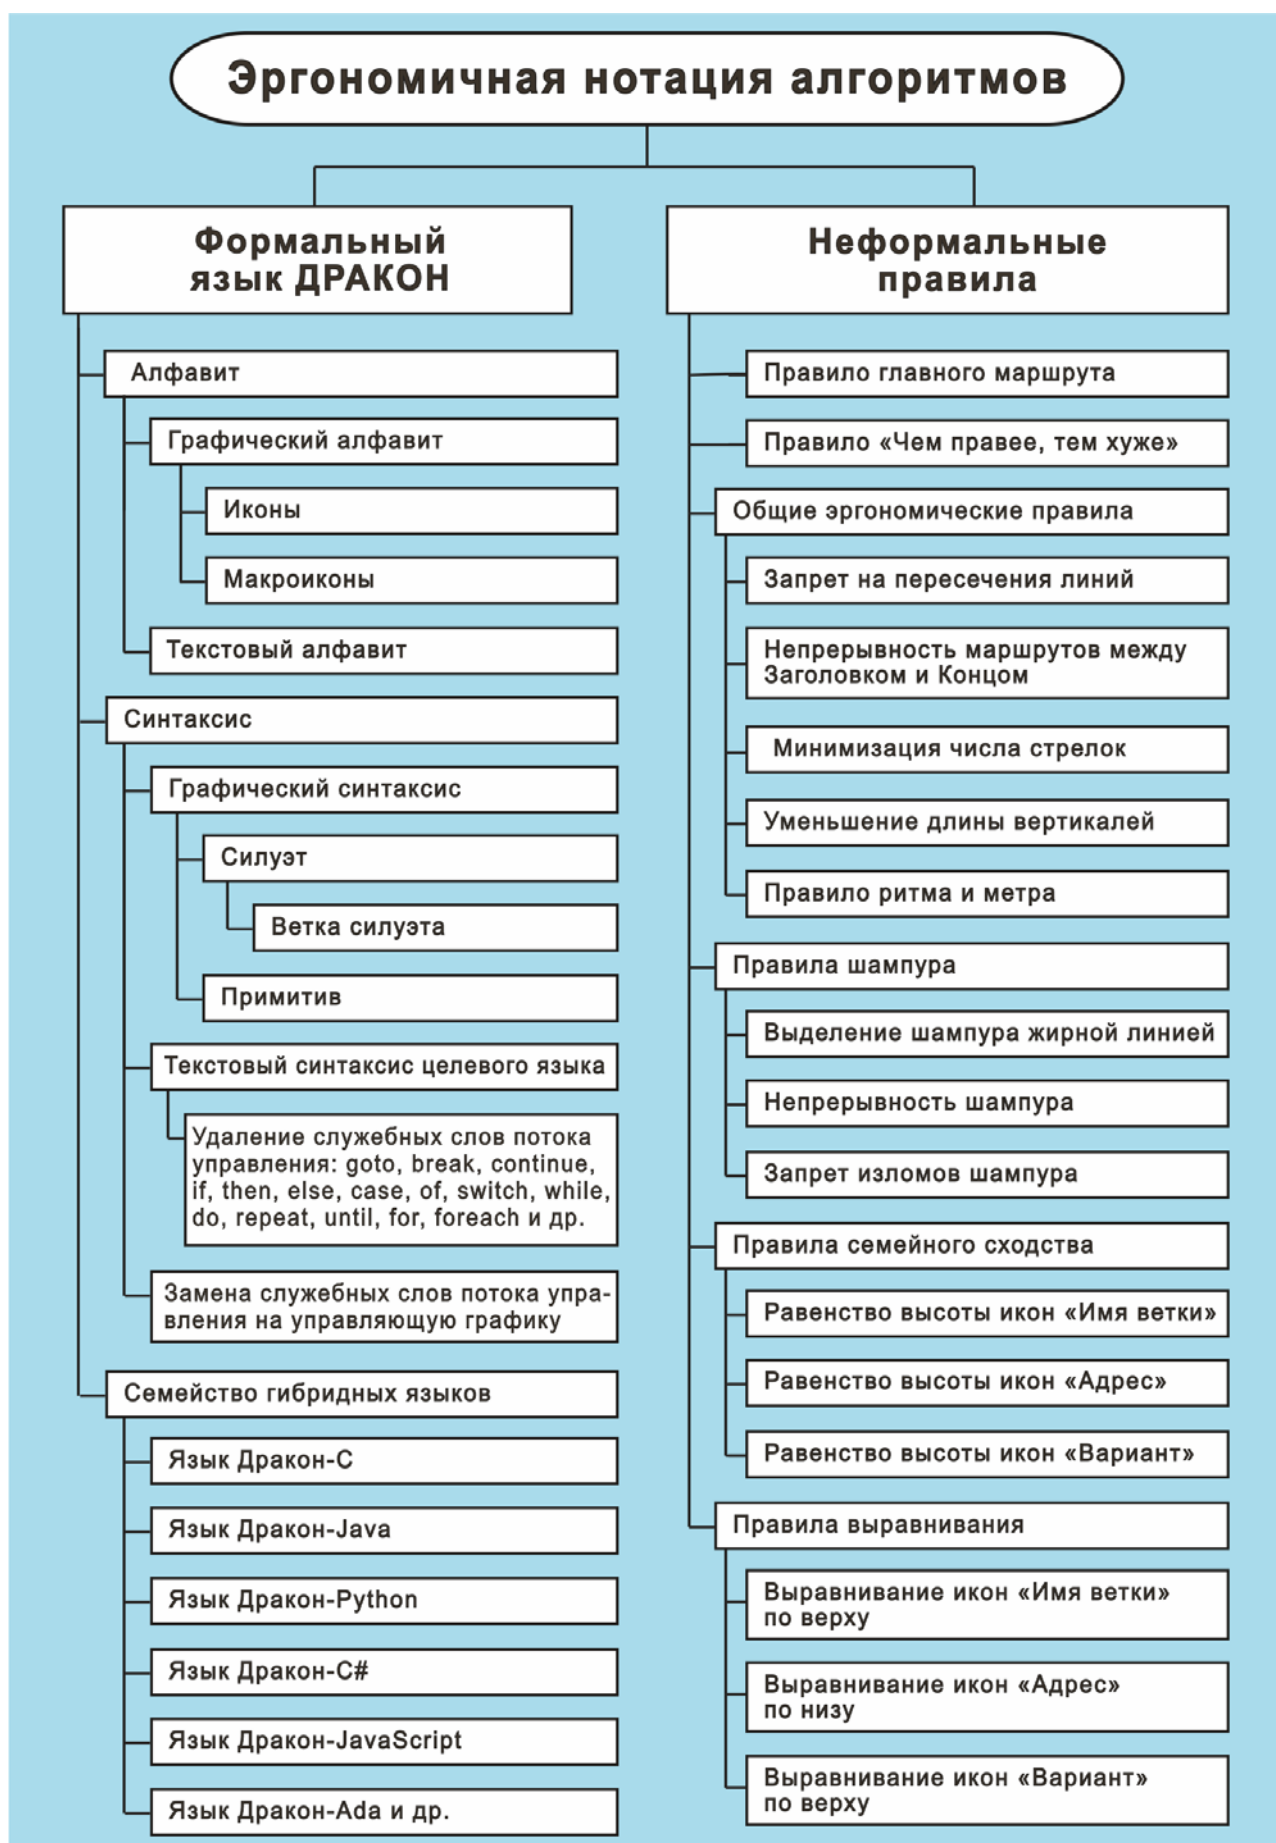 Эргономичная нотация алгоритмов
Формальный
язык ДРАКОН
Алфавит
Графический алфавит
Иконы
Макроиконы
Текстовый алфавит
Синтаксис
Графический синтаксис
Силуэт
Ветка силуэта
Примитив
Текстовый синтаксис целевого языка
Удаление служебных слов потока
управления: goto, break, continue,
if, then, else, case, of, switch, while,
do, repeat, until, for, foreach и др.
Замена служебных слов потока упра-
вления на управляющую графику
Семейство гибридных языков
Язык Дракон-C
Язык Дракон-Java
Язык Дракон-Python
Язык Дракон-C#
Язык Дракон-JavaScript
Язык Дракон-Ada и др.
Неформальные
правила
Правило главного маршрута
Правило «Чем правее, тем хуже»
Общие эргономические правила
Запрет на пересечения линий
Непрерывность маршрутов между
Заголовком и Концом
Минимизация числа стрелок
Уменьшение длины вертикалей
Правило ритма и метра
Правила шампура
Выделение шампура жирной линией
Непрерывность шампура
Запрет изломов шампура
Правила семейного сходства
Равенство высоты икон «Имя ветки»
Равенство высоты икон «Адрес»
Равенство высоты икон «Вариант»
Правила выравнивания
Выравнивание икон «Имя ветки»
по верху
Выравнивание икон «Адрес»
по низу
Выравнивание икон «Вариант»
по верху